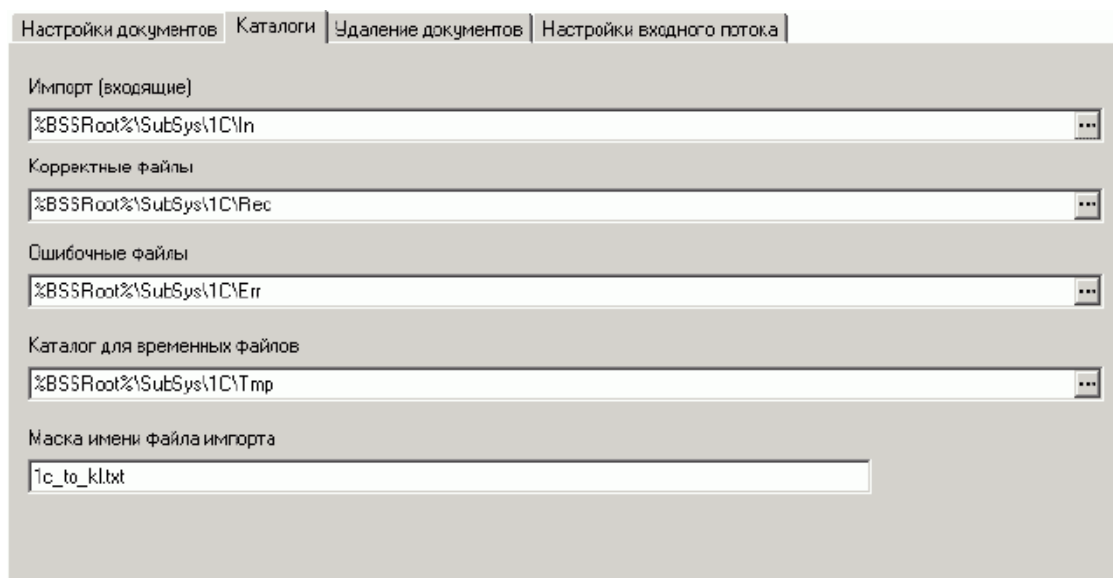 Настройки документов Каталоги Удаление документов Настройки входного потока
Импорт (входящие)
%BSSRoot%\SubSys\1C\In
Корректные файлы
%BSSRoot%\SubSys\1C\Rec
Ошибочные файлы
%BSSRoot%\SubSys\1C\Err
Каталог для временных файлов
%BSSRoot%\SubSys\1C\Tmp
Маска имени файла импорта
1c_to_kl.txt